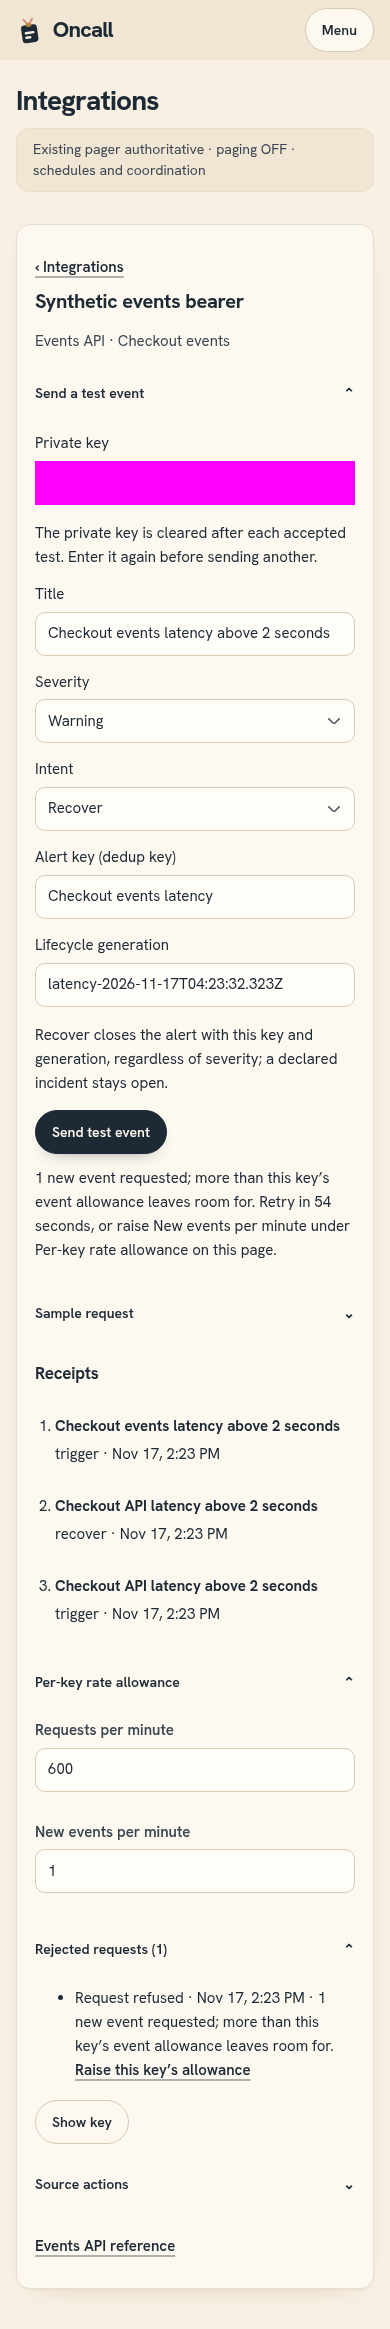 Oncall
Menu
Integrations
Existing pager authoritative · paging OFF ·
schedules and coordination
‹ Integrations
Synthetic events bearer
Events API · Checkout events
Send a test event
Private key
The private key is cleared after each accepted
test. Enter it again before sending another.
Title
Checkout events latency above 2 seconds
Severity
Warning
Intent
Recover
Alert key (dedup key)
Checkout events latency
Lifecycle generation
latency-2026-11-17T04:23:32.323Z
Recover closes the alert with this key and
generation, regardless of severity; a declared
incident stays open.
Send test event
1 new event requested; more than this key’s
event allowance leaves room for. Retry in 54
seconds, or raise New events per minute under
Per-key rate allowance on this page.
Sample request
Receipts
1. Checkout events latency above 2 seconds
trigger · Nov 17, 2:23 PM
2. Checkout API latency above 2 seconds
recover · Nov 17, 2:23 PM
3. Checkout API latency above 2 seconds
trigger · Nov 17, 2:23 PM
Per-key rate allowance
Requests per minute
600
New events per minute
1
Rejected requests (1)
• Request refused · Nov 17, 2:23 PM · 1
new event requested; more than this
key’s event allowance leaves room for.
Raise this key’s allowance
Show key
Source actions
Events API reference